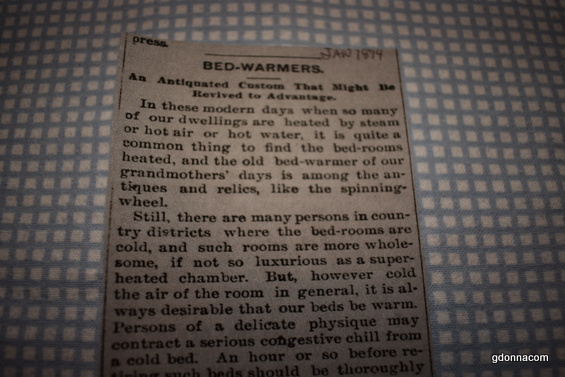 press.
JAN 1874
BED-WARMERS.
An Antiquated Custom That Might Be
Revived to Advantage.
In these modern days when so many
of our dwellings are heated by steam
or hot air or hot water, it is quite a
common thing to find the bed-rooms
heated, and the old bed-warmer of our
grandmothers' days is among the an-
tiques and relics, like the spinning-
wheel.
Still, there are many persons in coun-
try districts where the bed-rooms are
cold, and such rooms are more whole-
some, if not so luxurious as a super-
heated chamber. But, however cold
the air of the room in general, it is al-
ways desirable that our beds be warm.
Persons of a delicate physique may
contract a serious congestive chill from
a cold bed. An hour or so before re-
tiring such beds should be thoroughly
gdonnacom